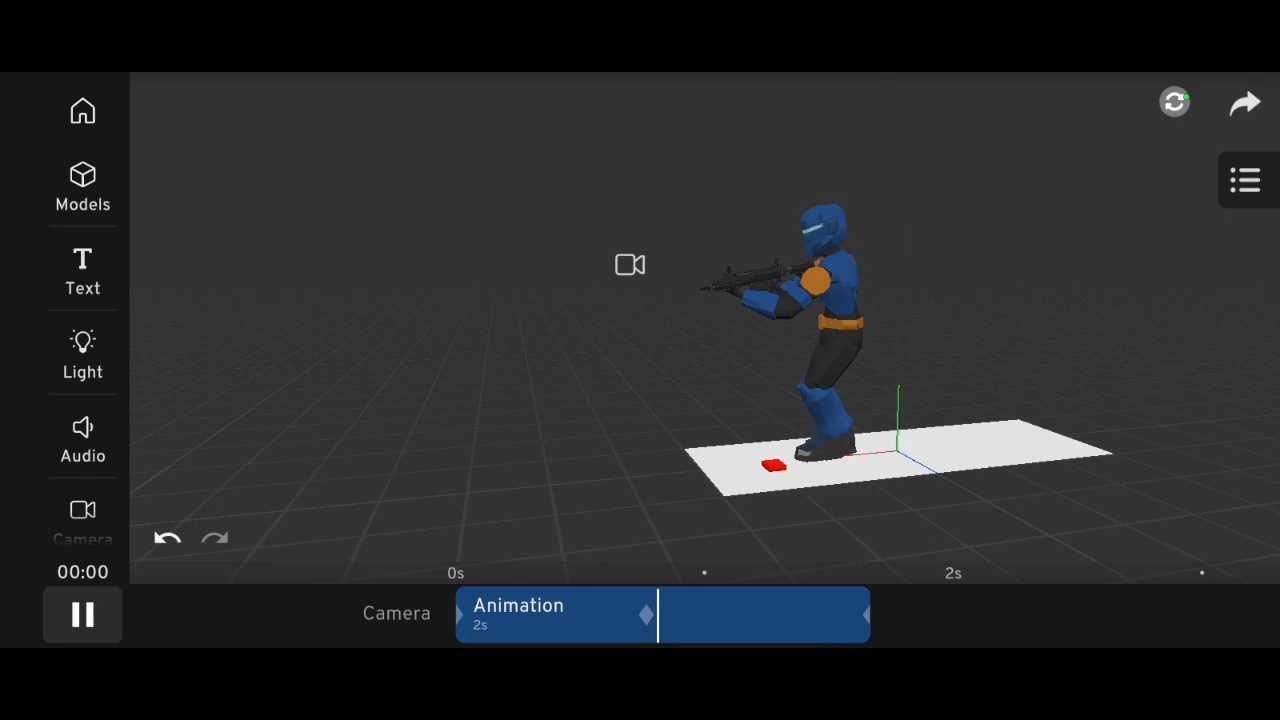 Models
Text
Light
Audio
Camera
00:00
0s
2s
Camera
Animation
2s